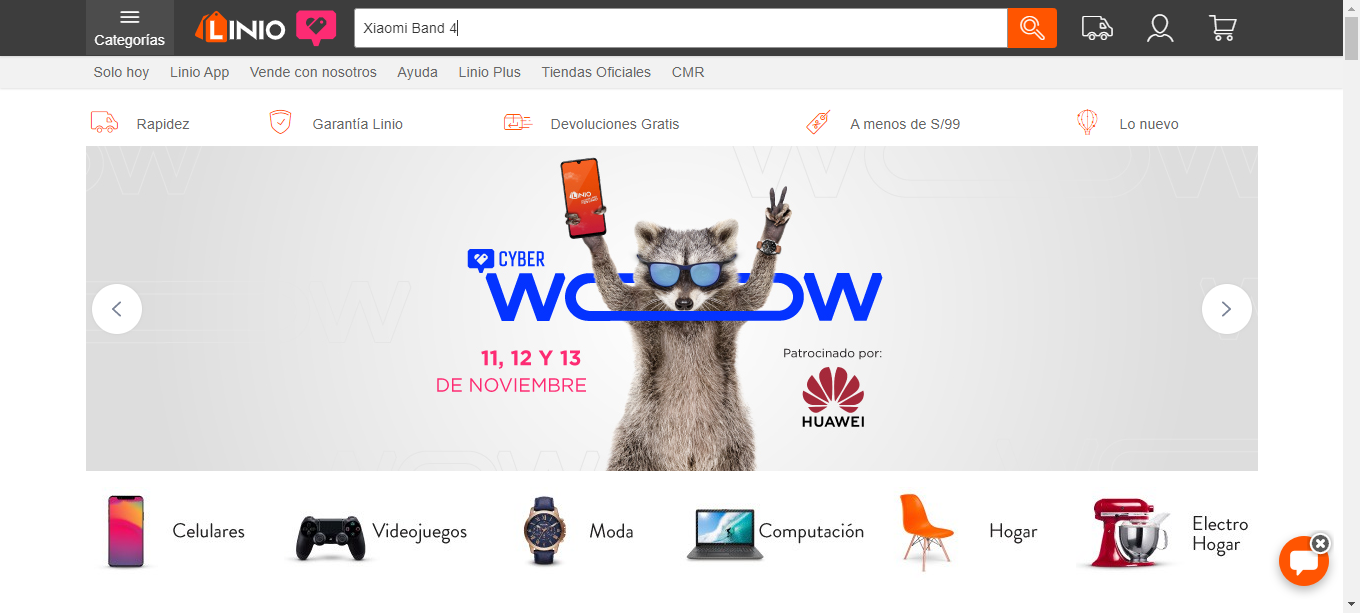 Categorías
LINIO
Xiaomi Band 4
Solo hoy
Linio App
Vende con nosotros
Ayuda
Linio Plus
Tiendas Oficiales
CMR
Rapidez
Garantía Linio
Devoluciones Gratis
A menos de S/99
Lo nuevo
LINIO
CYBER
WOOOW
11, 12 Y 13
DE NOVIEMBRE
Patrocinado por:
HUAWEI
Celulares
Videojuegos
Moda
Computación
Hogar
Electro
Hogar